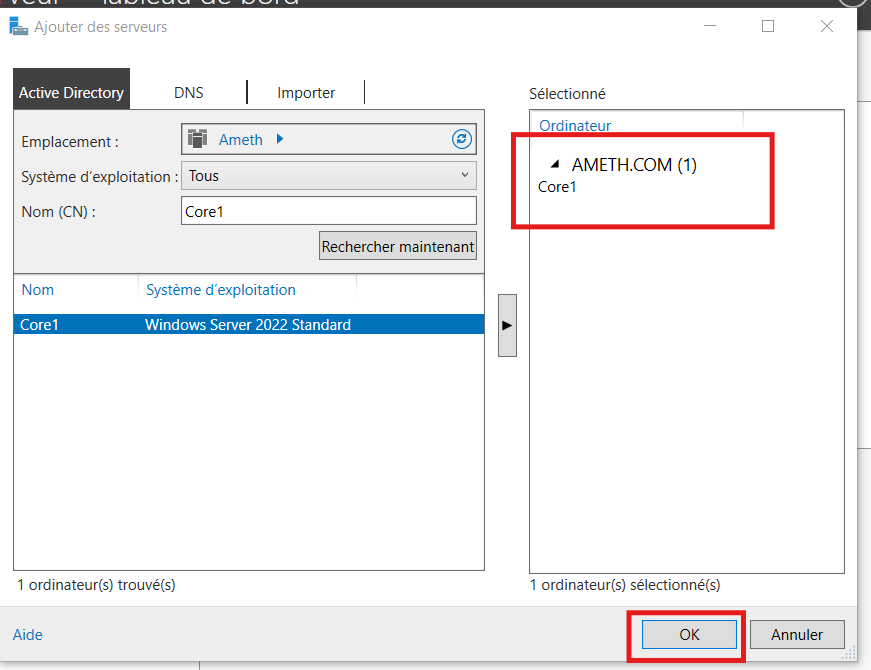 Ajouter des serveurs
Active Directory
DNS
Importer
Emplacement :
Ameth
Système d'exploitation :
Tous
Nom (CN) :
Core1
Rechercher maintenant
Nom
Système d'exploitation
Core1
Windows Server 2022 Standard
1 ordinateur(s) trouvé(s)
Sélectionné
Ordinateur
AMETH.COM (1)
Core1
1 ordinateur(s) sélectionné(s)
Aide
OK
Annuler